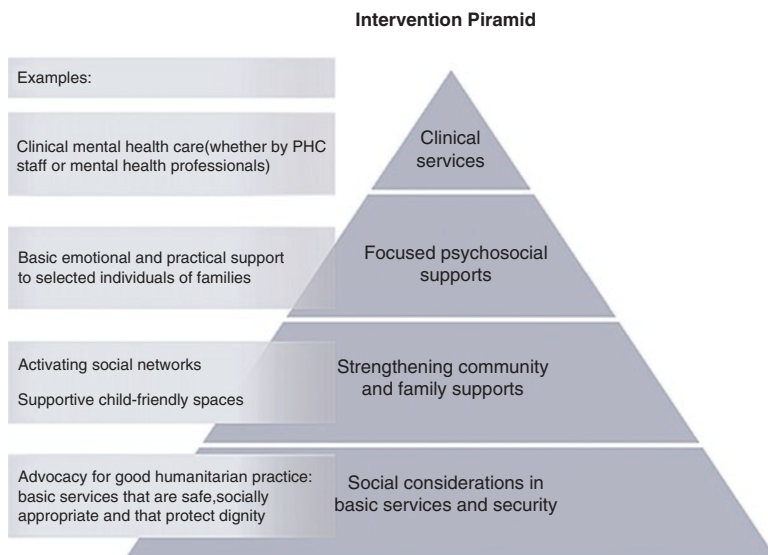 Intervention Piramid
Examples:
Clinical mental health care(whether by PHC
staff or mental health professionals)
Clinical
services
Basic emotional and practical support
to selected individuals of families
Focused psychosocial
supports
Activating social networks
Supportive child-friendly spaces
Strengthening community
and family supports
Advocacy for good humanitarian practice:
basic services that are safe,socially
appropriate and that protect dignity
Social considerations in
basic services and security